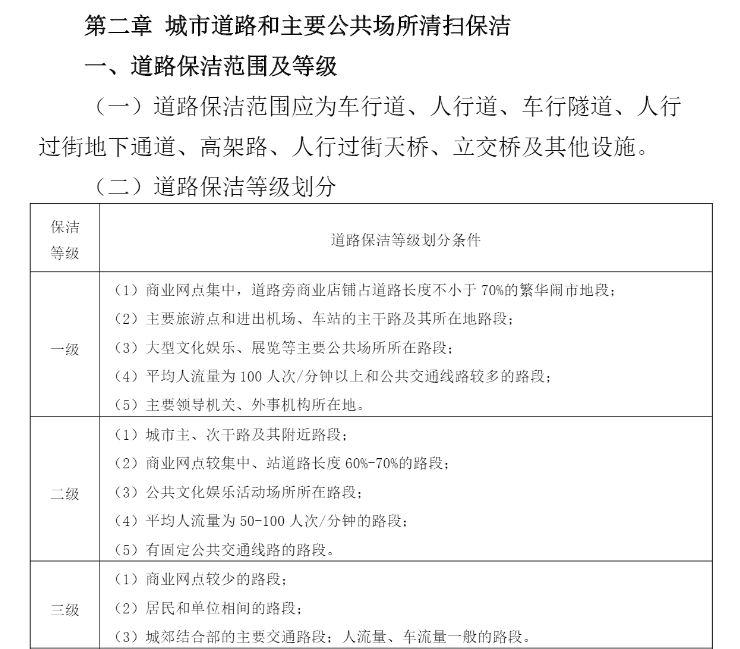 第二章 城市道路和主要公共场所清扫保洁
一、道路保洁范围及等级
（一）道路保洁范围应为车行道、人行道、车行隧道、人行
过街地下通道、高架路、人行过街天桥、立交桥及其他设施。
（二）道路保洁等级划分
保洁
等级
道路保洁等级划分条件
一级
（1）商业网点集中，道路旁商业店铺占道路长度不小于70%的繁华闹市地段；
（2）主要旅游点和进出机场、车站的主干路及其所在地路段；
（3）大型文化娱乐、展览等主要公共场所所在路段；
（4）平均人流量为100人次/分钟以上和公共交通线路较多的路段；
（5）主要领导机关、外事机构所在地。
二级
（1）城市主、次干路及其附近路段；
（2）商业网点较集中、站道路长度60%-70%的路段；
（3）公共文化娱乐活动场所所在路段；
（4）平均人流量为50-100人次/分钟的路段；
（5）有固定公共交通线路的路段。
三级
（1）商业网点较少的路段；
（2）居民和单位相间的路段；
（3）城郊结合部的主要交通路段；人流量、车流量一般的路段。